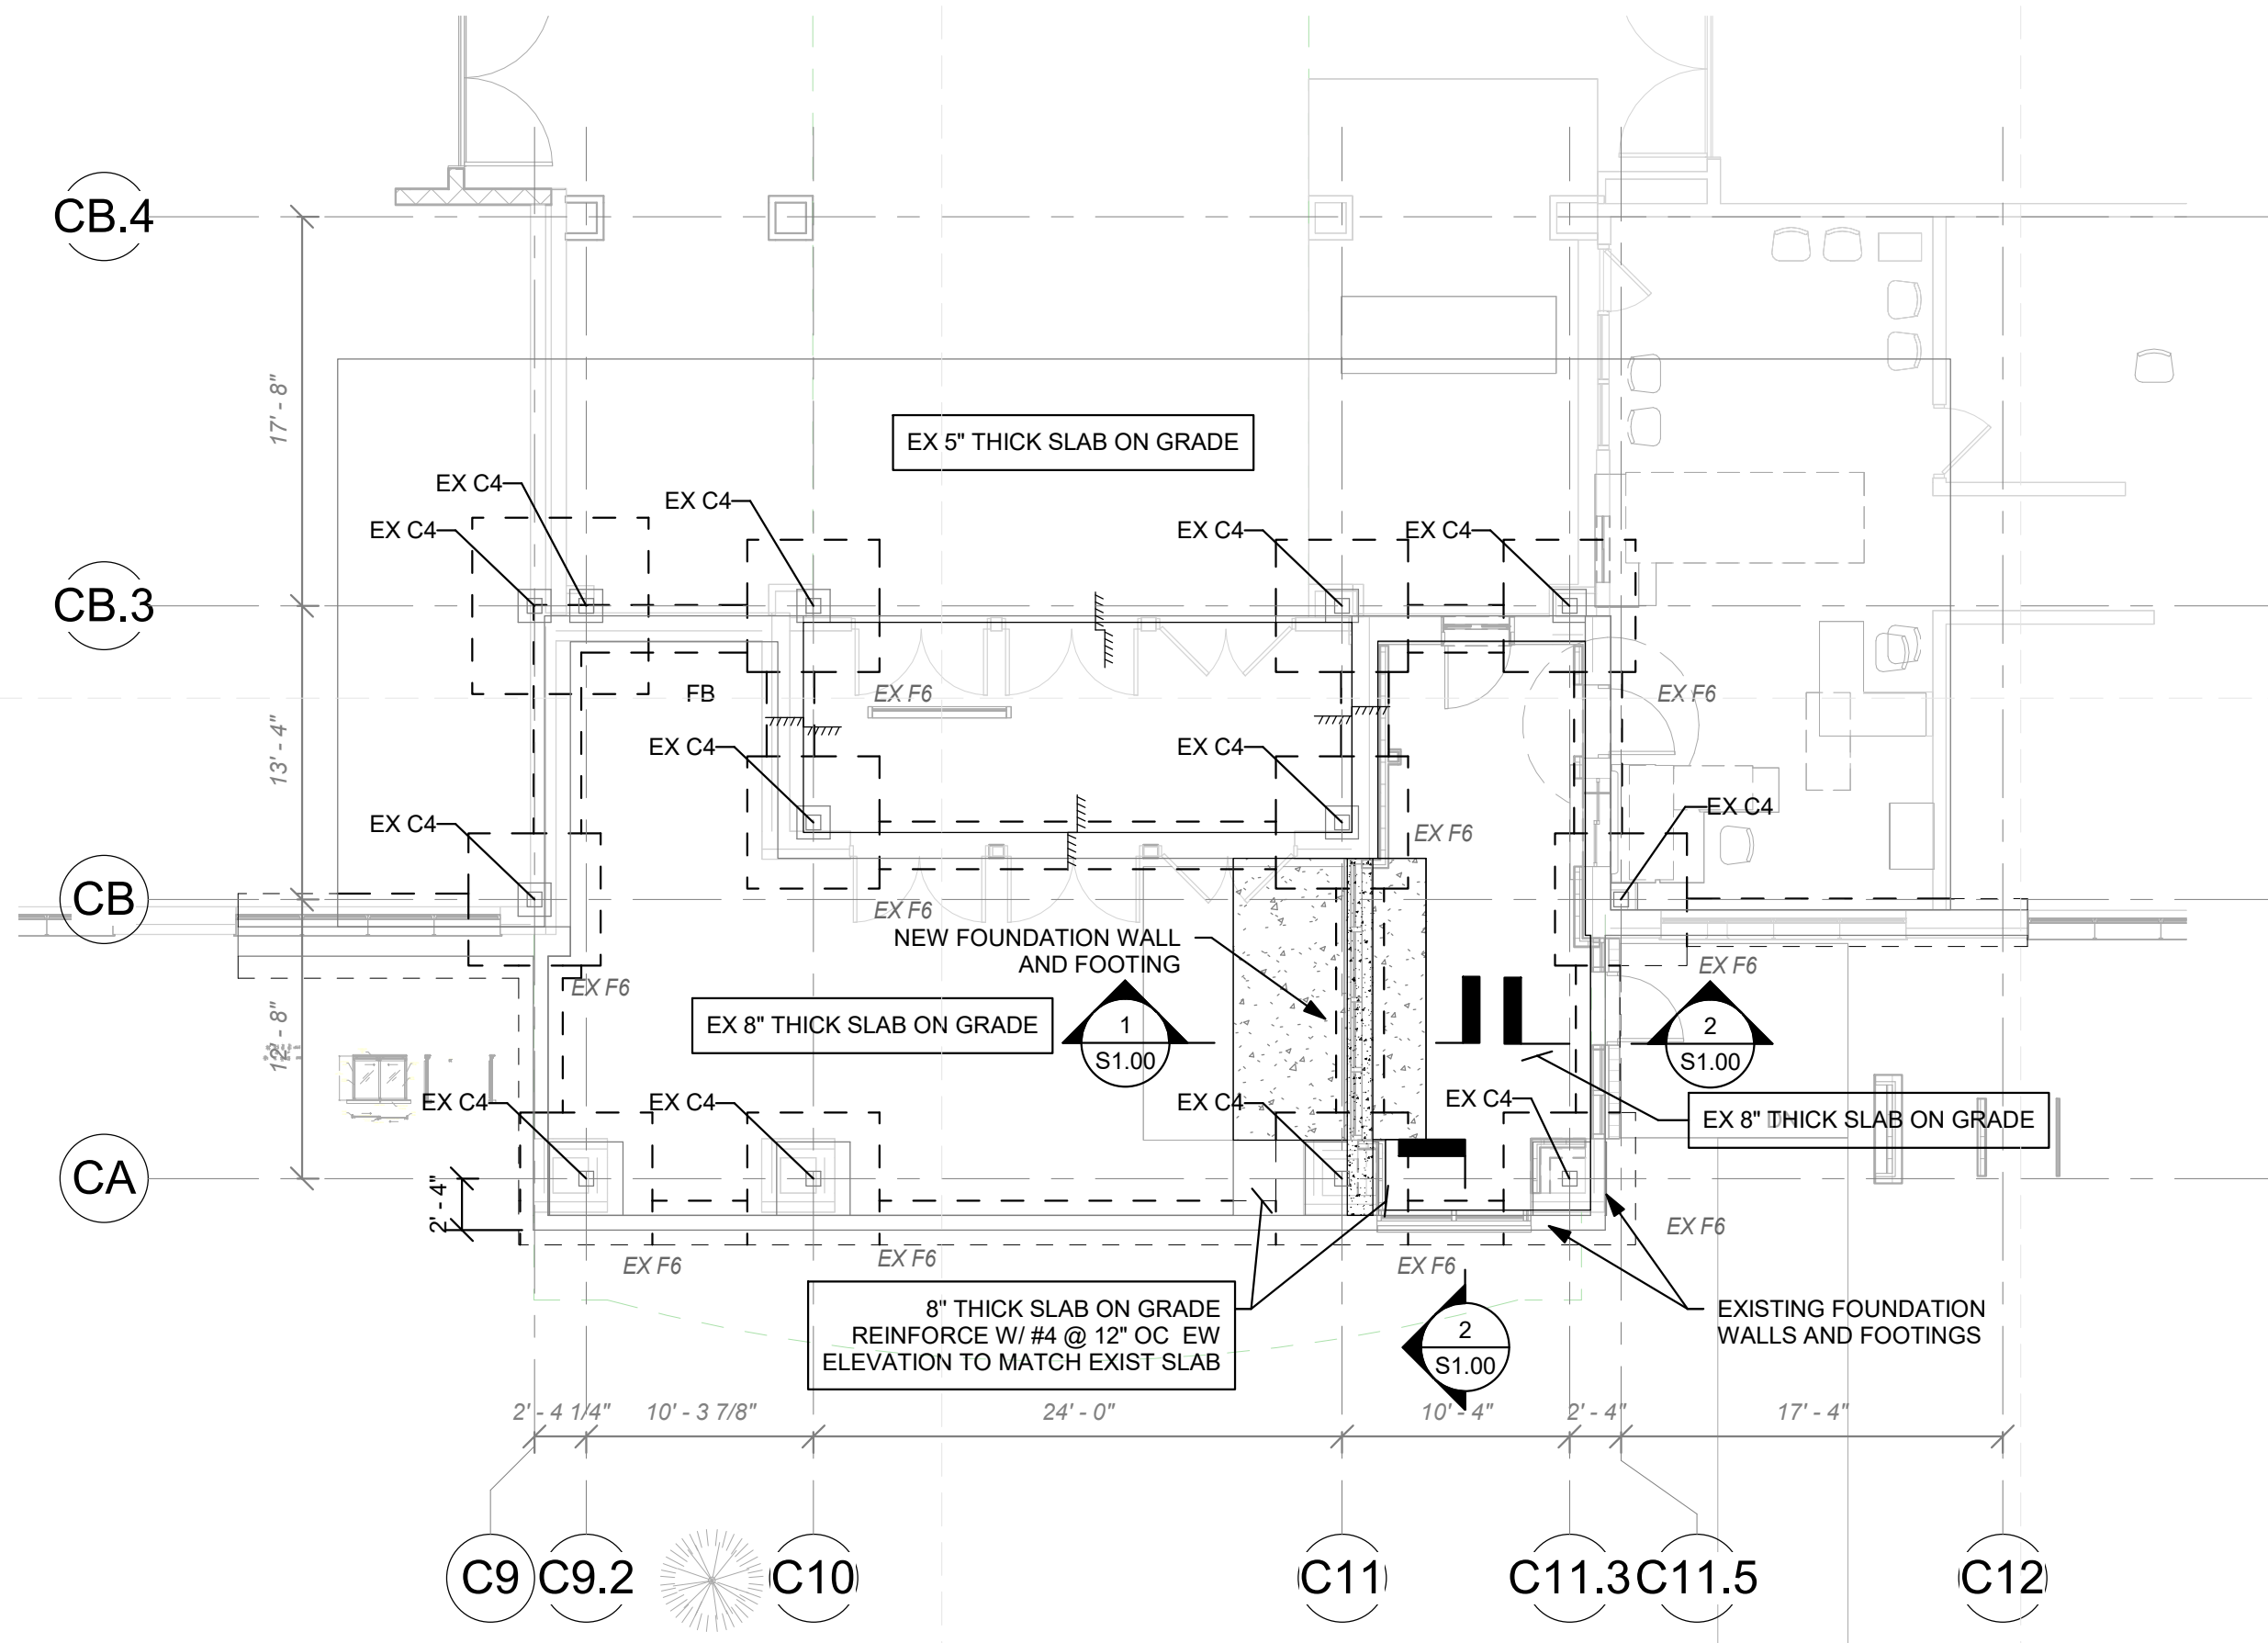 CB.4
17' - 8"
EX 5" THICK SLAB ON GRADE
EX C4
EX C4
EX C4
EX C4
EX C4
CB.3
FB
EX F6
EX F6
EX C4
EX C4
13' - 4"
EX C4
EX C4
EX F6
CB
EX F6
NEW FOUNDATION WALL
AND FOOTING
EX F6
EX F6
12' - 8"
EX 8" THICK SLAB ON GRADE
1
S1.00
2
S1.00
EX C4
EX C4
EX C4
EX C4
EX 8" THICK SLAB ON GRADE
CA
2' - 4"
EX F6
EX F6
EX F6
EX F6
8" THICK SLAB ON GRADE
REINFORCE W/ #4 @ 12" OC EW
ELEVATION TO MATCH EXIST SLAB
2
S1.00
EXISTING FOUNDATION
WALLS AND FOOTINGS
2' - 4 1/4"
10' - 3 7/8"
24' - 0"
10' - 4"
2' - 4"
17' - 4"
C9
C9.2
C10
C11
C11.3
C11.5
C12